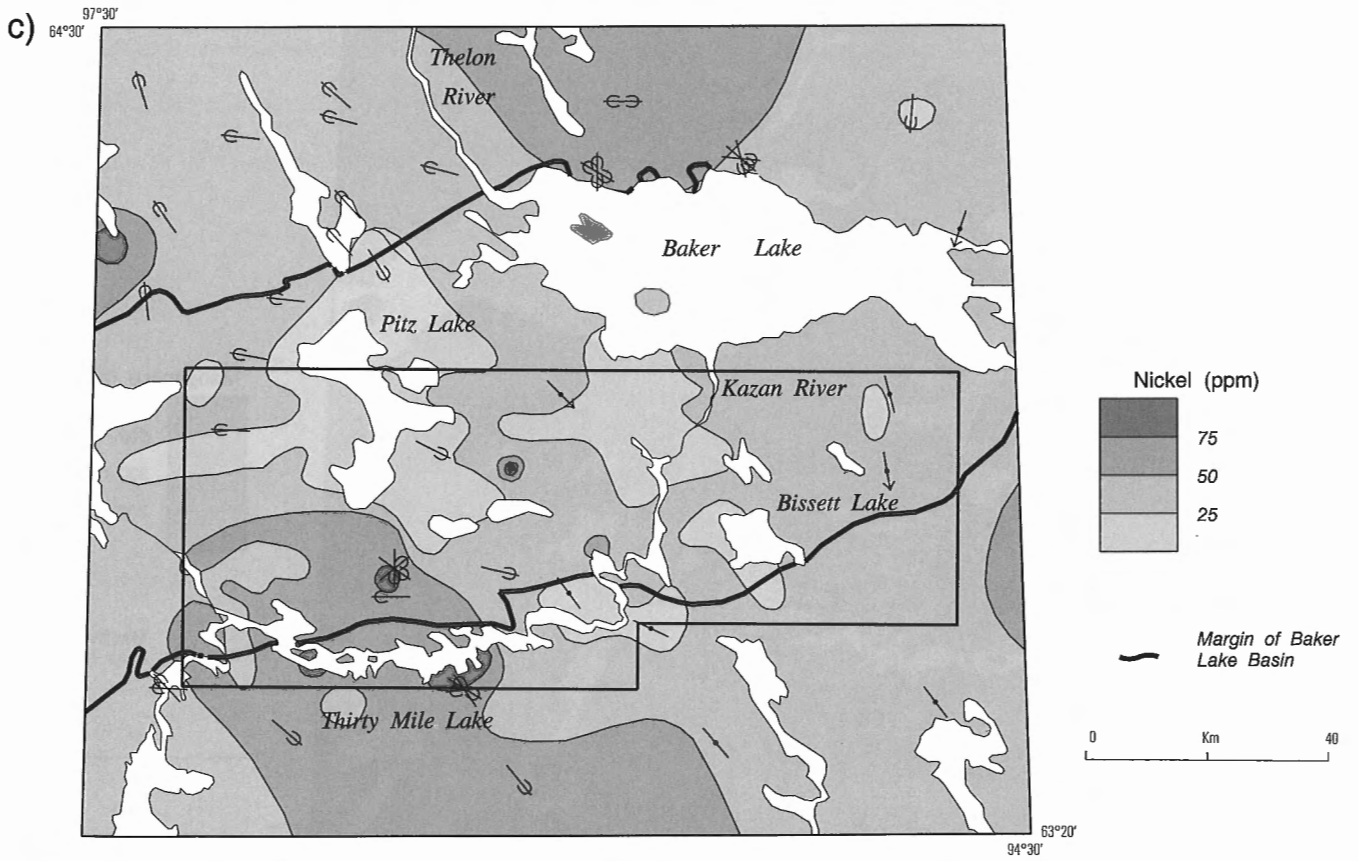 c)
97°30'
64°30'
Thelon
River
Baker Lake
Pitz Lake
Kazan River
Bissett Lake
Thirty Mile Lake
Nickel (ppm)
75
50
25
Margin of Baker
Lake Basin
0 Km 40
63°20'
94°30'